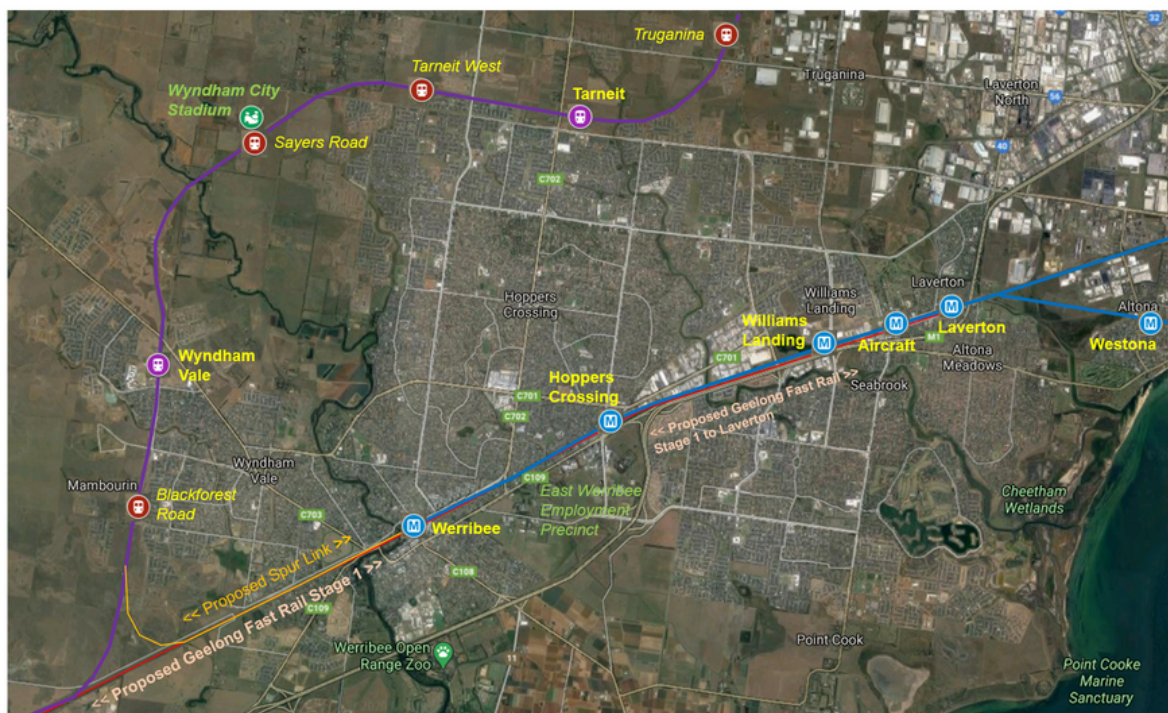 Truganina
32
Tarneit West
Truganina
Wyndham City
Stadium
Tarneit
Laverton
North
56
Sayers Road
40
C702
Hoppers
Crossing
Williams
Landing
Laverton
Altona
Williams
Landing
Laverton
Aircraft
M1
Westona
Wyndham
Vale
C701
Altona
Meadows
Hoppers
Crossing
Seabrook
<< Proposed Geelong Fast Rail >>
Stage 1 to Laverton
C701
C702
Wyndham
Vale
Mambourin
C109
East Werribee
Employment
Precinct
Cheetham
Wetlands
Blackforest
Road
C703
Werribee
<< Proposed Spur Link >>
<< Proposed Geelong Fast Rail Stage 1 >>
C108
C109
Werribee Open
Range Zoo
11
Point Cook
Point Cooke
Marine
Sanctuary
M
M
M
M
M
M